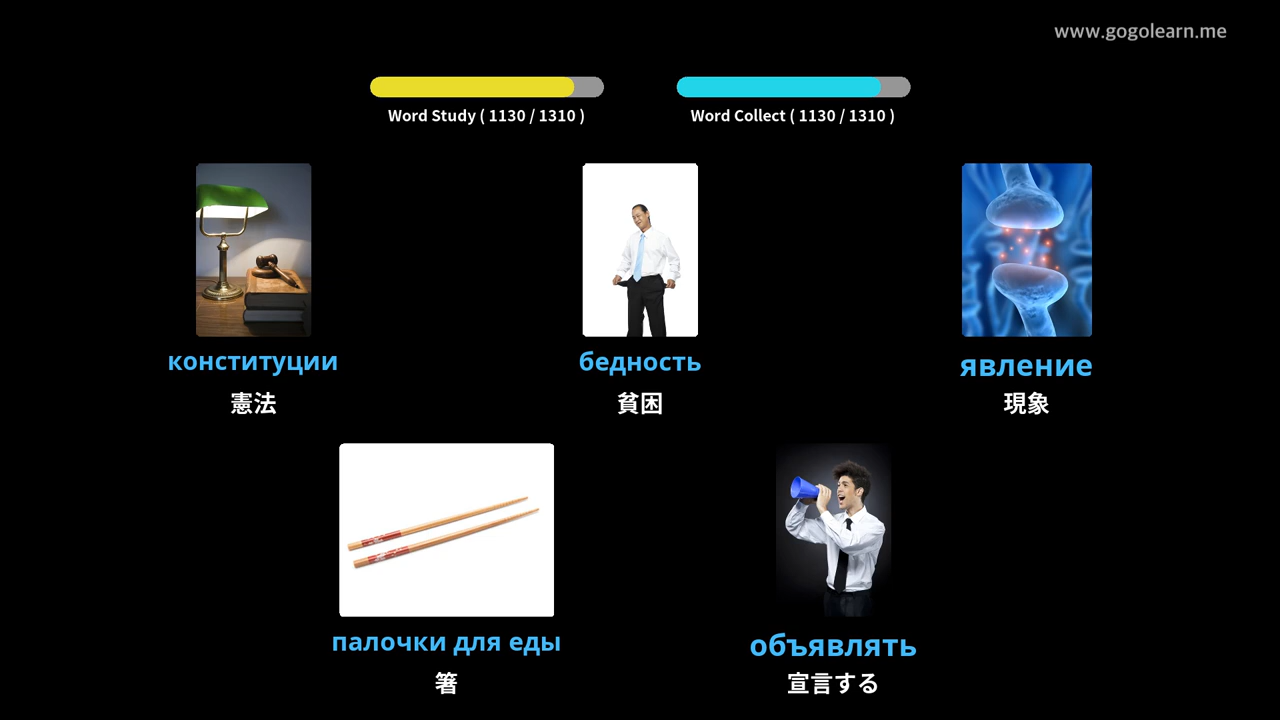 www.gogolearn.me
Word Study ( 1130 / 1310 )
Word Collect ( 1130 / 1310 )
конституции
бедность
явление
憲法
貧困
現象
палочки для еды
объявлять
箸
宣言する